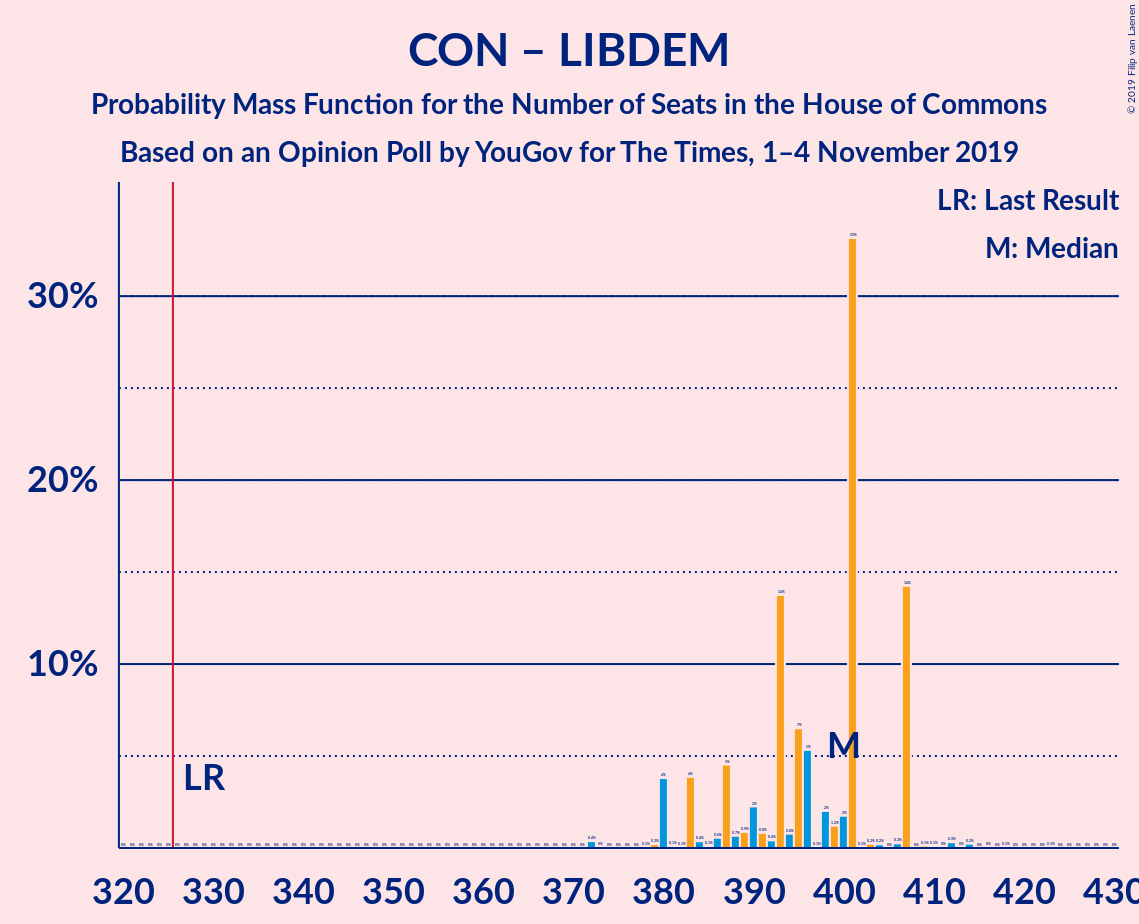 CON – LIBDEM
Probability Mass Function for the Number of Seats in the House of Commons
Based on an Opinion Poll by YouGov for The Times, 1–4 November 2019
© 2019 Filip van Laenen
LR: Last Result
M: Median
30%
20%
10%
LR
M
320 330 340 350 360 370 380 390 400 410 420 430